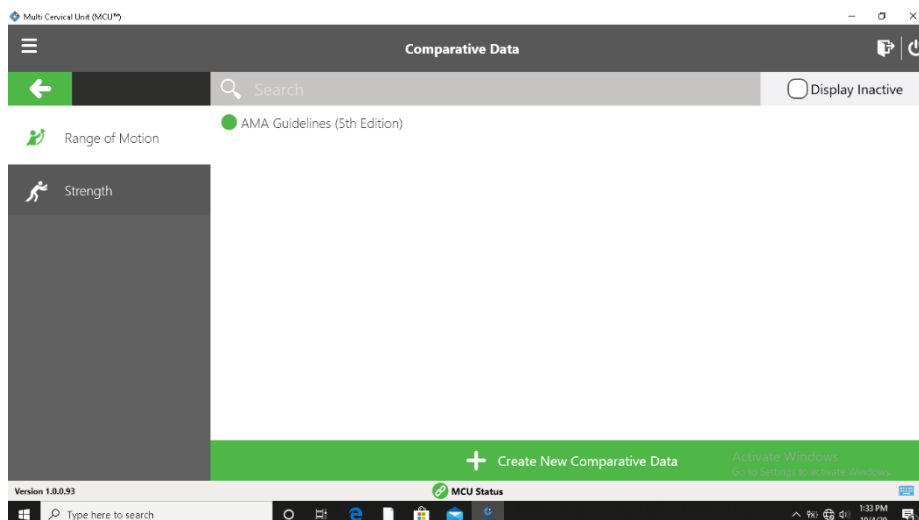 Multi Cervical Unit (MCU™)
Comparative Data
Search
Display Inactive
Range of Motion
AMA Guidelines (5th Edition)
Strength
Create New Comparative Data
Activate Windows
Go to Settings to activate Windows.
Version 1.0.0.93
MCU Status
Type here to search
1:33 PM